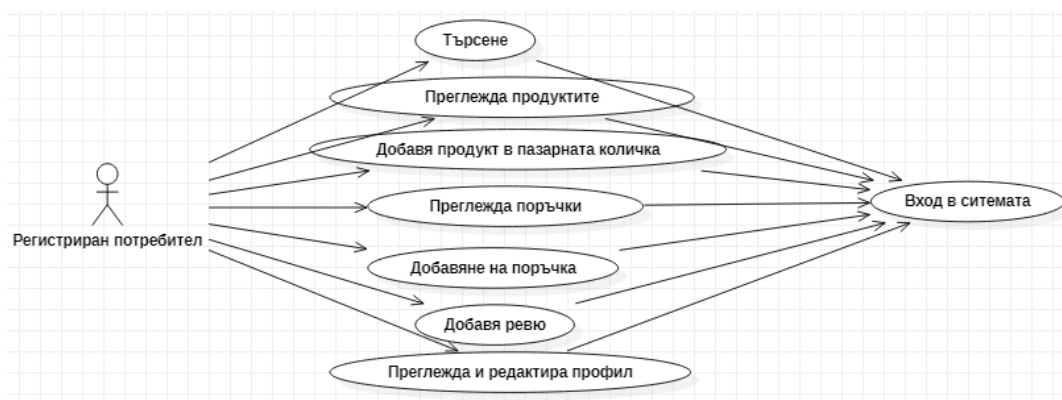 Търсене
Преглежда продуктите
Добавя продукт в пазарната количка
Преглежда поръчки
Вход в ситемата
Регистриран потребител
Добавяне на поръчка
Добавя ревю
Преглежда и редактира профил